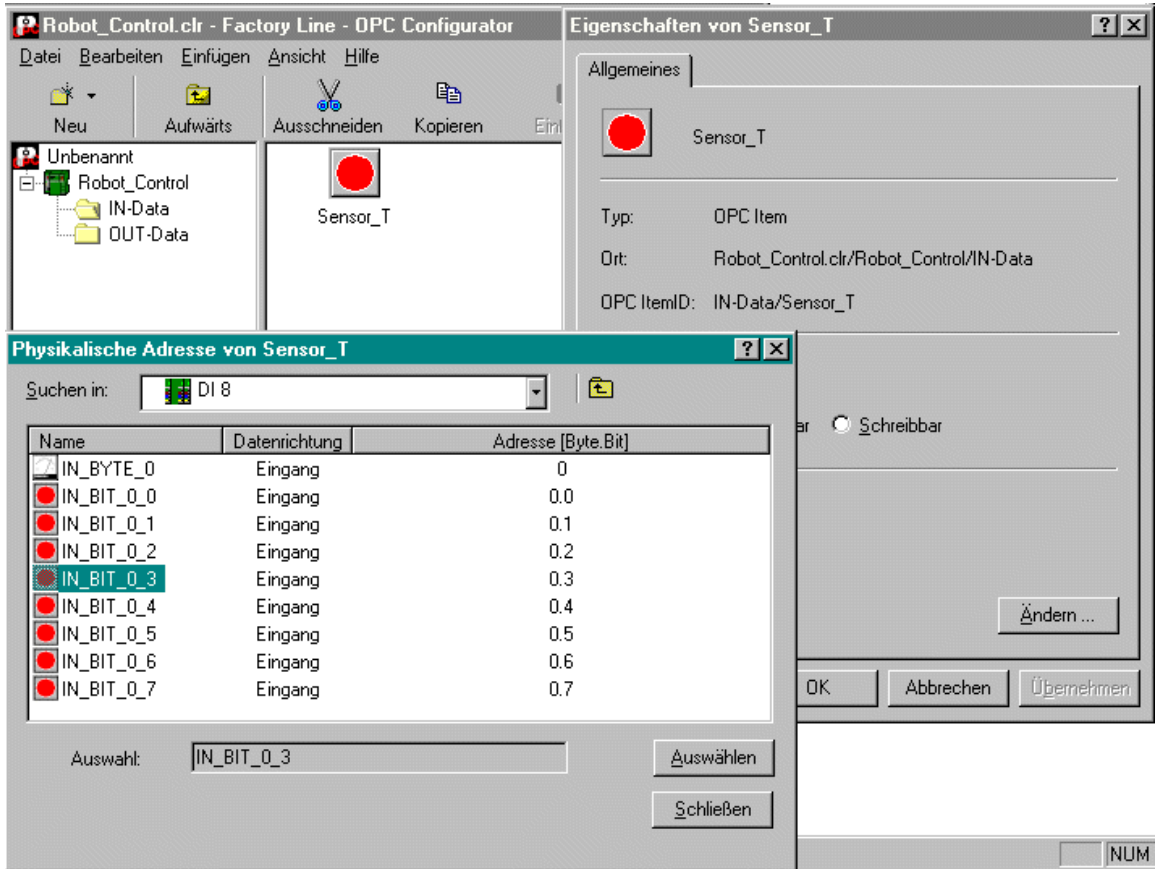 Robot_Control.clr - Factory Line - OPC Configurator
Datei Bearbeiten Einfügen Ansicht Hilfe
Neu Aufwärts Ausschneiden Kopieren
Unbenannt
Robot_Control
IN-Data
OUT-Data
Sensor_T
Eigenschaften von Sensor_T
Allgemeines
Sensor_T
Typ: OPC Item
Ort: Robot_Control.clr/Robot_Control/IN-Data
OPC ItemID: IN-Data/Sensor_T
Schreibbar
Ändern ...
OK Abbrechen Übernehmen
Physikalische Adresse von Sensor_T
Suchen in: DI 8
Name Datenrichtung Adresse [Byte.Bit]
IN_BYTE_0 Eingang 0
IN_BIT_0_0 Eingang 0.0
IN_BIT_0_1 Eingang 0.1
IN_BIT_0_2 Eingang 0.2
IN_BIT_0_3 Eingang 0.3
IN_BIT_0_4 Eingang 0.4
IN_BIT_0_5 Eingang 0.5
IN_BIT_0_6 Eingang 0.6
IN_BIT_0_7 Eingang 0.7
Auswahl: IN_BIT_0_3 Auswählen
Schließen
NUM